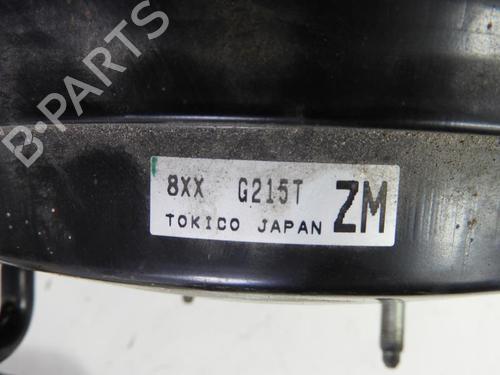 B-PARTS
8XX G215T
TOKICO JAPAN ZM